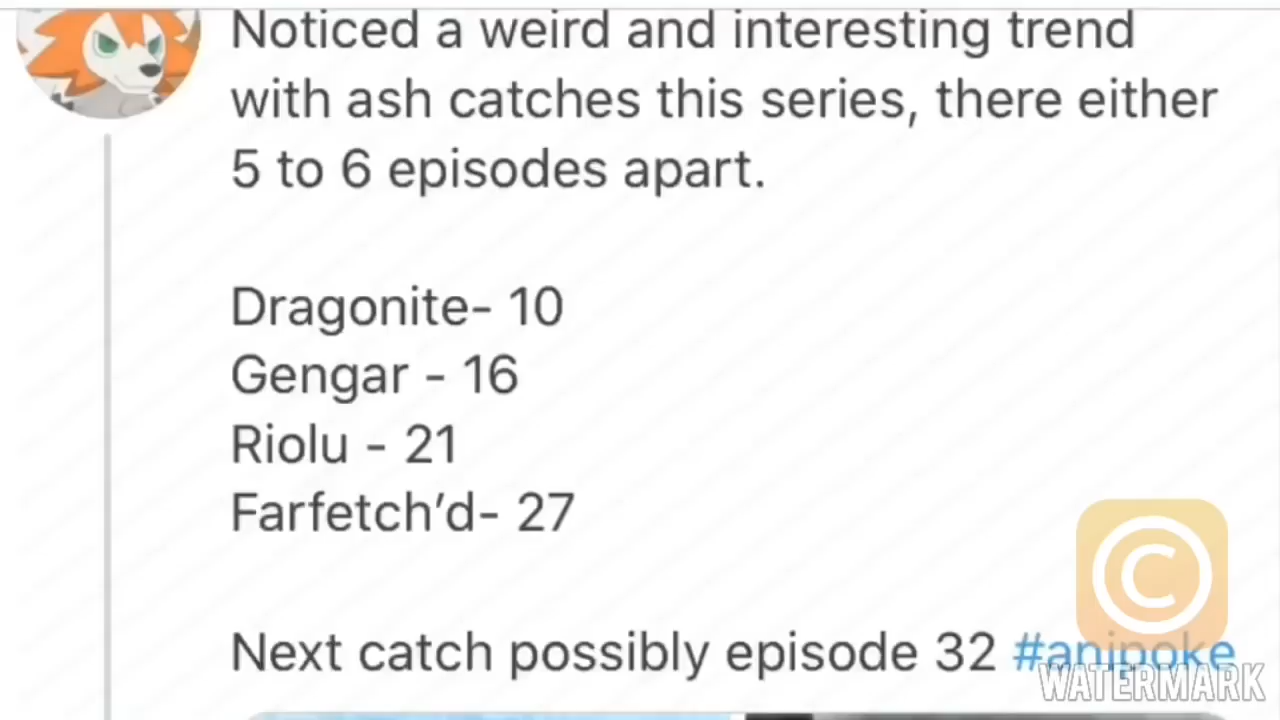 Noticed a weird and interesting trend
with ash catches this series, there either
5 to 6 episodes apart.
Dragonite- 10
Gengar - 16
Riolu - 21
Farfetch’d- 27
Next catch possibly episode 32 #anipoke
©
WATERMARK